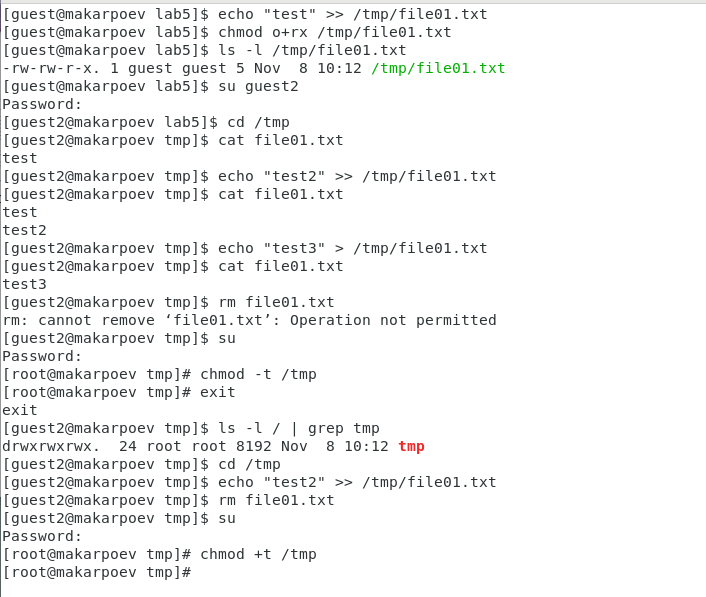 [guest@makarpoev lab5]$ echo "test" >> /tmp/file01.txt
[guest@makarpoev lab5]$ chmod o+rx /tmp/file01.txt
[guest@makarpoev lab5]$ ls -l /tmp/file01.txt
-rw-rw-r-x. 1 guest guest 5 Nov  8 10:12 /tmp/file01.txt
[guest@makarpoev lab5]$ su guest2
Password:
[guest2@makarpoev lab5]$ cd /tmp
[guest2@makarpoev tmp]$ cat file01.txt
test
[guest2@makarpoev tmp]$ echo "test2" >> /tmp/file01.txt
[guest2@makarpoev tmp]$ cat file01.txt
test
test2
[guest2@makarpoev tmp]$ echo "test3" > /tmp/file01.txt
[guest2@makarpoev tmp]$ cat file01.txt
test3
[guest2@makarpoev tmp]$ rm file01.txt
rm: cannot remove ‘file01.txt’: Operation not permitted
[guest2@makarpoev tmp]$ su
Password:
[root@makarpoev tmp]# chmod -t /tmp
[root@makarpoev tmp]# exit
exit
[guest2@makarpoev tmp]$ ls -l / | grep tmp
drwxrwxrwx.  24 root root 8192 Nov  8 10:12 tmp
[guest2@makarpoev tmp]$ cd /tmp
[guest2@makarpoev tmp]$ echo "test2" >> /tmp/file01.txt
[guest2@makarpoev tmp]$ rm file01.txt
[guest2@makarpoev tmp]$ su
Password:
[root@makarpoev tmp]# chmod +t /tmp
[root@makarpoev tmp]#